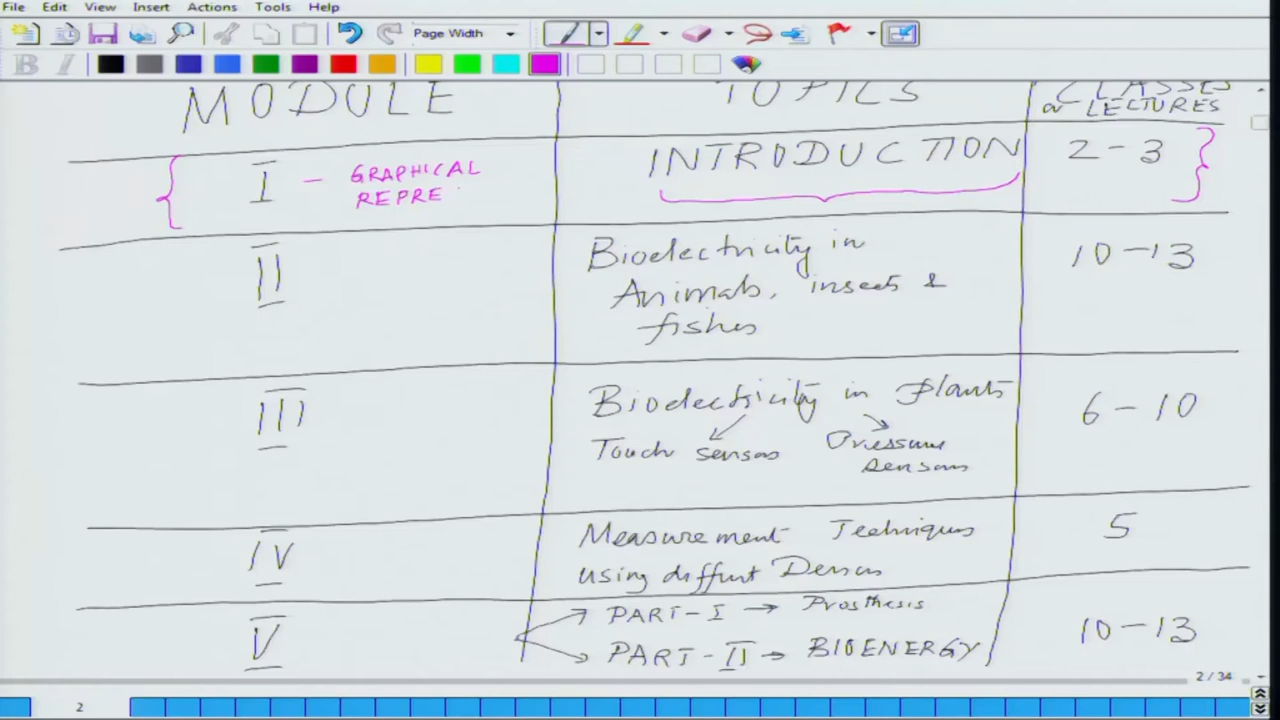 File Edit View Insert Actions Tools Help
Page Width
B I
MODULE TOPICS CLASSES
or LECTURES
I - GRAPHICAL
REPRE
INTRODUCTION 2-3
II Bioelectricity in
Animals, insects &
fishes
10-13
III Bioelectricity in Plants
Touch sensors Pressure
sensors
6-10
IV Measurement Techniques
using
5
V PART-I → Prosthesis
PART-II → BIOENERGY
10-13
2 / 34
2